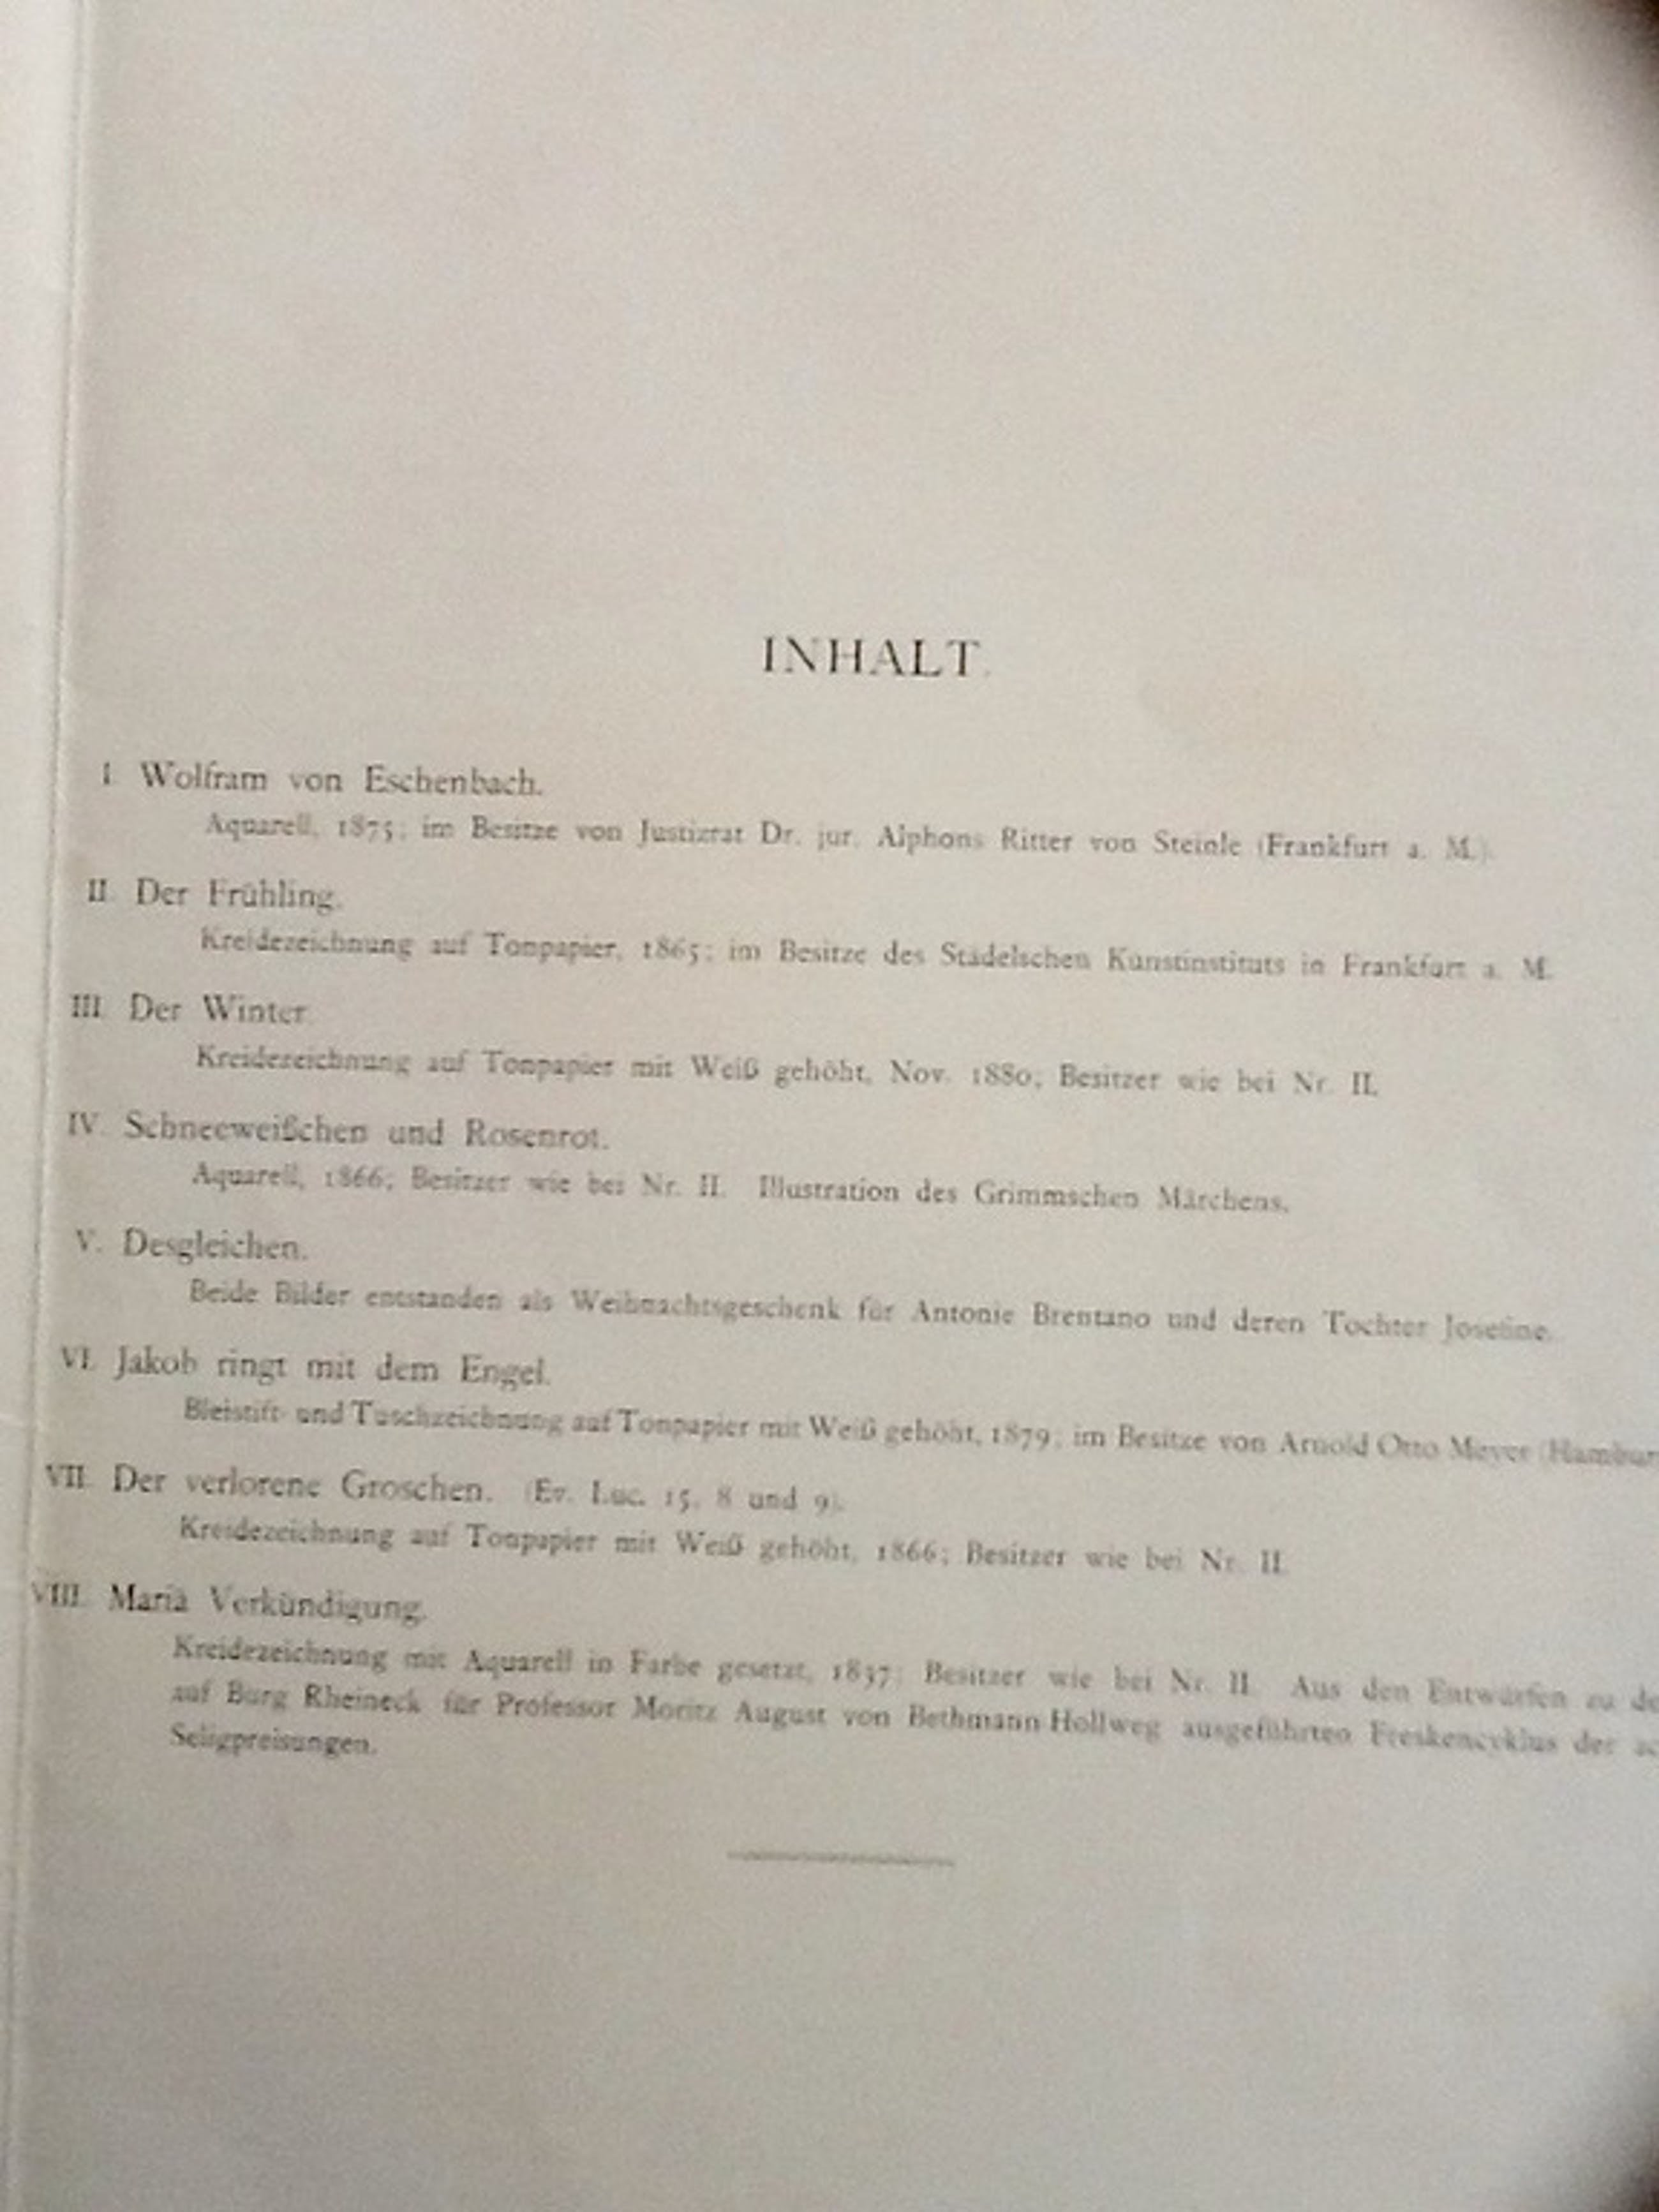 INHALT.
I. Wolfram von Eschenbach.
Aquarell, 1875; im Besitze von Justizrat Dr. jur. Alphons Ritter von Steinle (Frankfurt a. M.).
II. Der Frühling.
Kreidezeichnung auf Tonpapier, 1865; im Besitze des Städelschen Kunstinstituts in Frankfurt a. M.
III. Der Winter.
Kreidezeichnung auf Tonpapier mit Weiß gehöht, Nov. 1880; Besitzer wie bei Nr. II.
IV. Schneeweißchen und Rosenrot.
Aquarell, 1866; Besitzer wie bei Nr. II. Illustration des Grimmschen Märchens.
V. Desgleichen.
Beide Bilder entstanden als Weihnachtsgeschenk für Antonie Brentano und deren Tochter Josefine.
VI. Jakob ringt mit dem Engel.
Bleistift- und Tuschzeichnung auf Tonpapier mit Weiß gehöht, 1879; im Besitze von Arnold Otto Meyer (Hambur
VII. Der verlorene Groschen. (Ev. Luc. 15, 8 und 9).
Kreidezeichnung auf Tonpapier mit Weiß gehöht, 1866; Besitzer wie bei Nr. II.
VIII. Mariä Verkündigung.
Kreidezeichnung mit Aquarell in Farbe gesetzt, 1837; Besitzer wie bei Nr. II. Aus den Entwürfen zu de
auf Burg Rheineck für Professor Moritz August von Bethmann-Hollweg ausgeführten Freskencyklus der
Seligpreisungen.